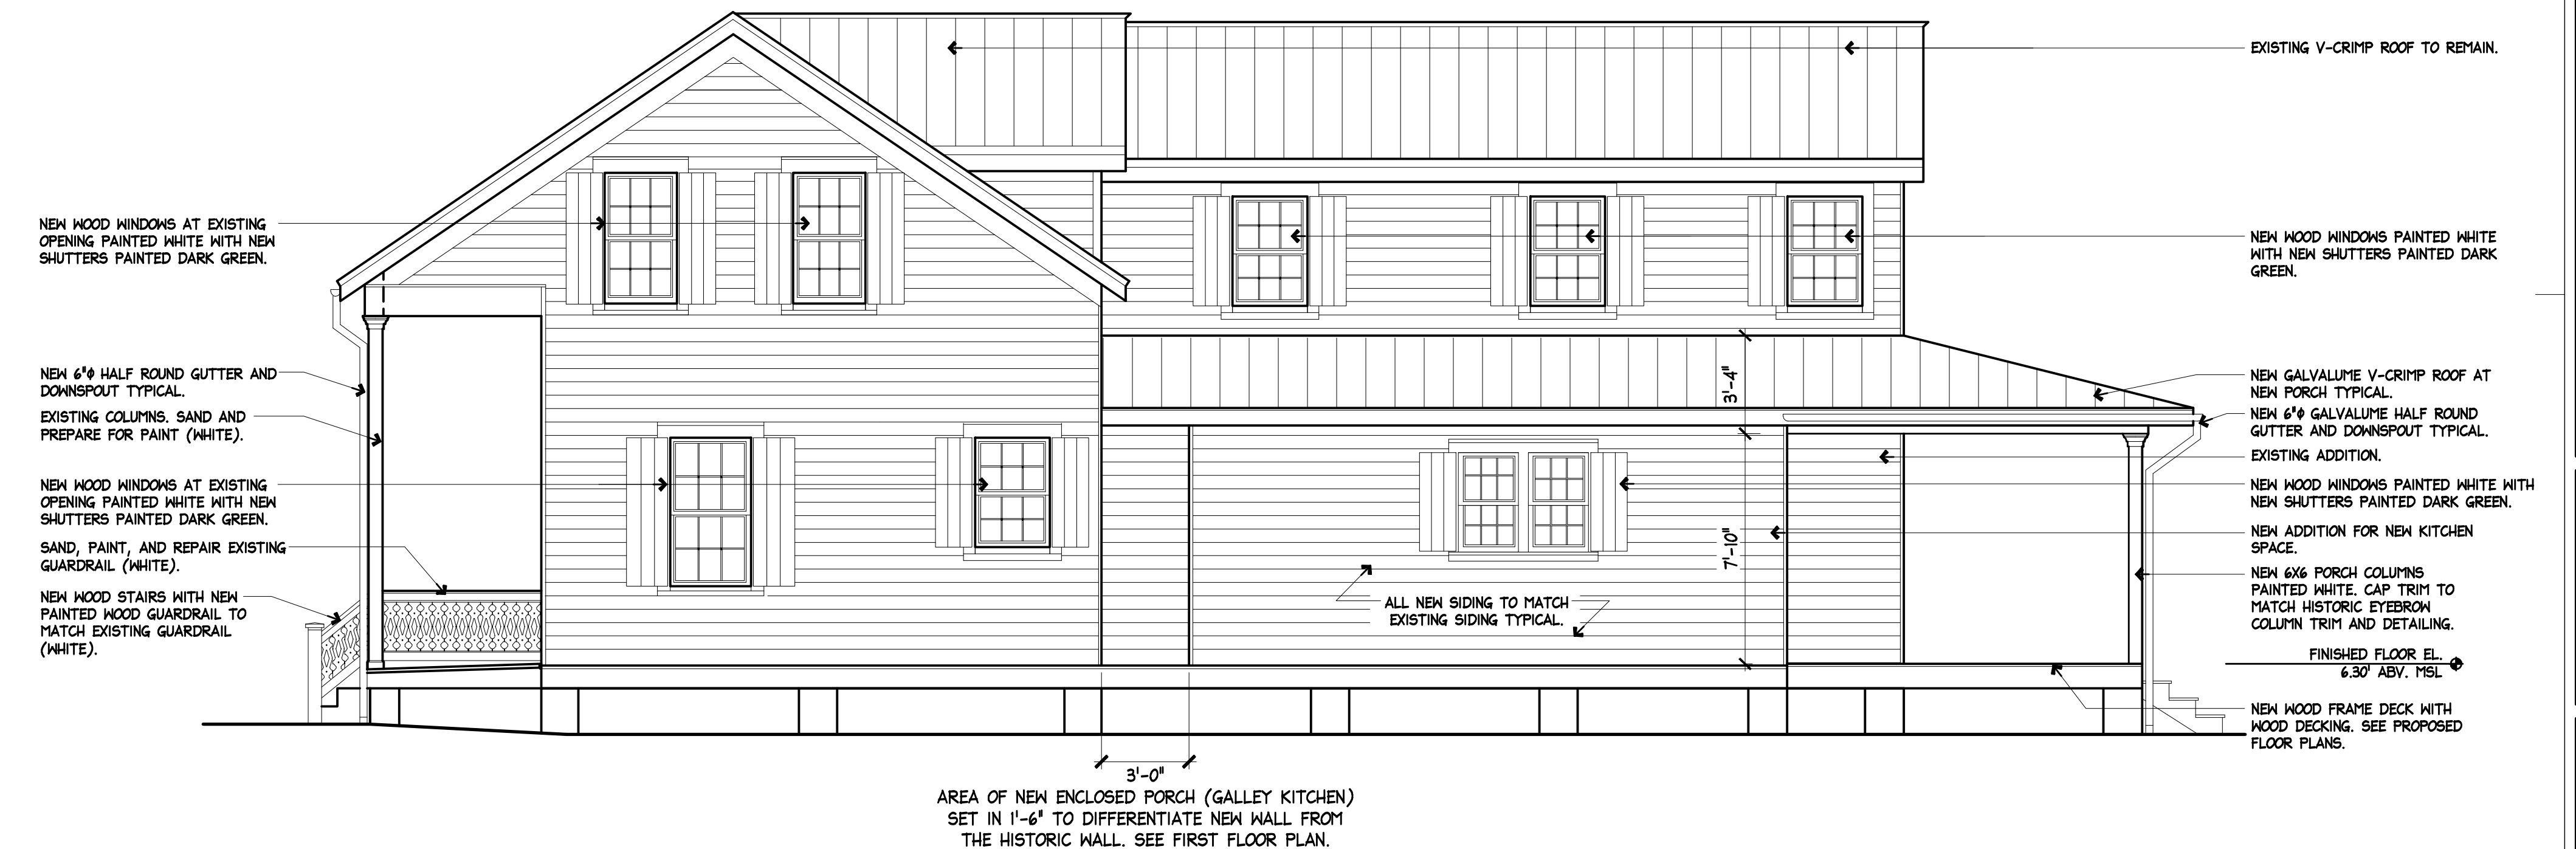 EXISTING V-CRIMP ROOF TO REMAIN.
NEW WOOD WINDOWS AT EXISTING
OPENING PAINTED WHITE WITH NEW
SHUTTERS PAINTED DARK GREEN.
NEW WOOD WINDOWS PAINTED WHITE
WITH NEW SHUTTERS PAINTED DARK
GREEN.
NEW 6"ϕ HALF ROUND GUTTER AND
DOWNSPOUT TYPICAL.
EXISTING COLUMNS. SAND AND
PREPARE FOR PAINT (WHITE).
NEW WOOD WINDOWS AT EXISTING
OPENING PAINTED WHITE WITH NEW
SHUTTERS PAINTED DARK GREEN.
SAND, PAINT, AND REPAIR EXISTING
GUARDRAIL (WHITE).
NEW WOOD STAIRS WITH NEW
PAINTED WOOD GUARDRAIL TO
MATCH EXISTING GUARDRAIL
(WHITE).
3'-4"
7'-10"
ALL NEW SIDING TO MATCH
EXISTING SIDING TYPICAL.
NEW GALVALUME V-CRIMP ROOF AT
NEW PORCH TYPICAL.
NEW 6"ϕ GALVALUME HALF ROUND
GUTTER AND DOWNSPOUT TYPICAL.
EXISTING ADDITION.
NEW WOOD WINDOWS PAINTED WHITE WITH
NEW SHUTTERS PAINTED DARK GREEN.
NEW ADDITION FOR NEW KITCHEN
SPACE.
NEW 6X6 PORCH COLUMNS
PAINTED WHITE. CAP TRIM TO
MATCH HISTORIC EYEBROW
COLUMN TRIM AND DETAILING.
FINISHED FLOOR EL.
6.30' ABV. MSL
NEW WOOD FRAME DECK WITH
WOOD DECKING. SEE PROPOSED
FLOOR PLANS.
3'-0"
AREA OF NEW ENCLOSED PORCH (GALLEY KITCHEN)
SET IN 1'-6" TO DIFFERENTIATE NEW WALL FROM
THE HISTORIC WALL. SEE FIRST FLOOR PLAN.